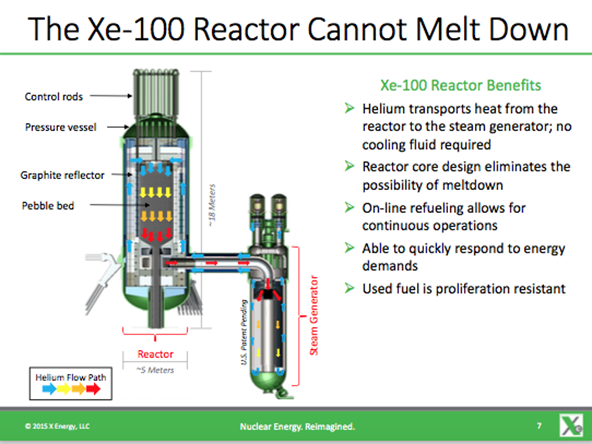 The Xe-100 Reactor Cannot Melt Down
Control rods
Pressure vessel
Graphite reflector
Pebble bed
~18 Meters
U.S. Patent Pending
Steam Generator
Reactor
~5 Meters
Helium Flow Path
Xe-100 Reactor Benefits
Helium transports heat from the
reactor to the steam generator; no
cooling fluid required
Reactor core design eliminates the
possibility of meltdown
On-line refueling allows for
continuous operations
Able to quickly respond to energy
demands
Used fuel is proliferation resistant
© 2015 X Energy, LLC
Nuclear Energy. Reimagined.
7